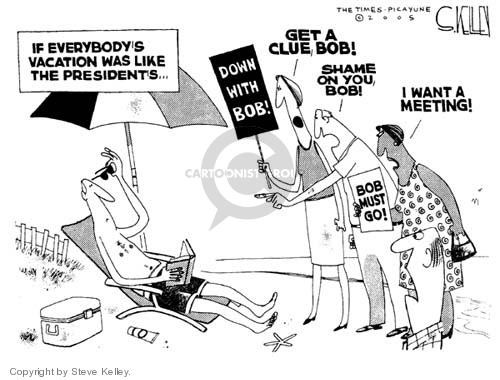 THE TIMES-PICAYUNE
©2005
S.KELLEY
IF EVERYBODY'S
VACATION WAS LIKE
THE PRESIDENT'S...
GET A
CLUE, BOB!
SHAME
ON YOU,
BOB!
I WANT A
MEETING!
DOWN
WITH
BOB!
BOB
MUST
GO!
Copyright by Steve Kelley.